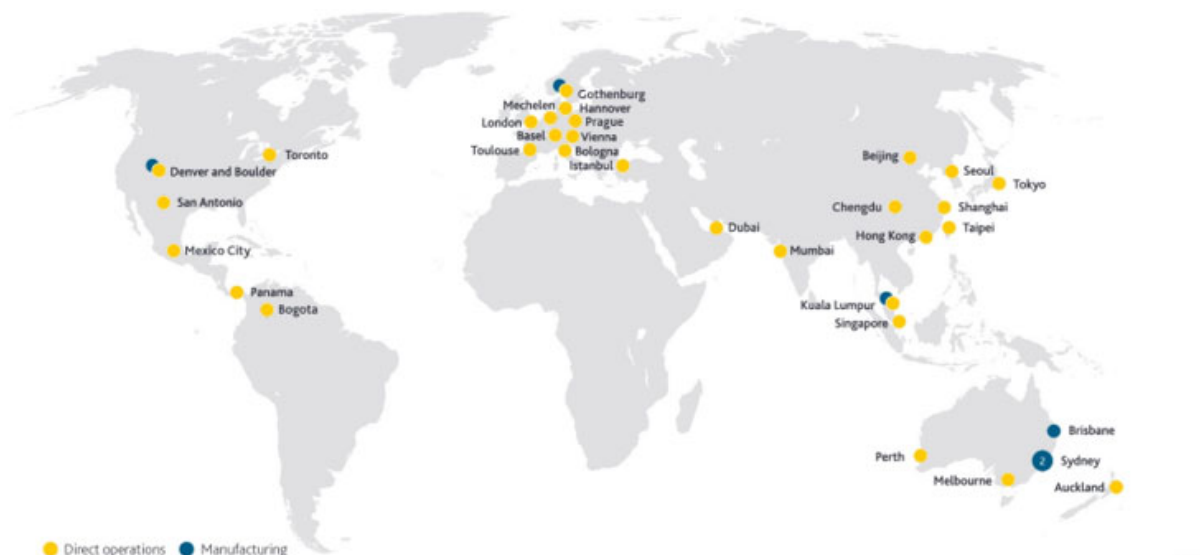 Gothenburg
Mechelen
Hannover
London
Prague
Basel
Vienna
Toulouse
Bologna
Istanbul
Toronto
Denver and Boulder
San Antonio
Mexico City
Panama
Bogota
Beijing
Seoul
Tokyo
Chengdu
Shanghai
Dubai
Hong Kong
Taipei
Mumbai
Kuala Lumpur
Singapore
Brisbane
Perth
2 Sydney
Melbourne
Auckland
Direct operations
Manufacturing